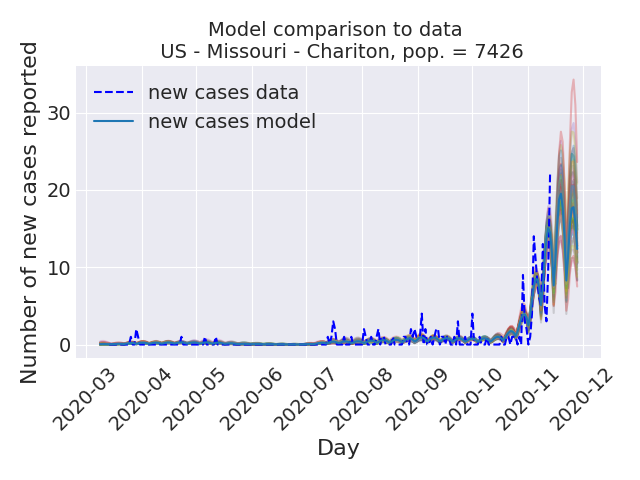 Model comparison to data
US - Missouri - Chariton, pop. = 7426
Number of new cases reported
30
20
10
0
new cases data
new cases model
2020-03
2020-04
2020-05
2020-06
2020-07
2020-08
2020-09
2020-10
2020-11
2020-12
Day